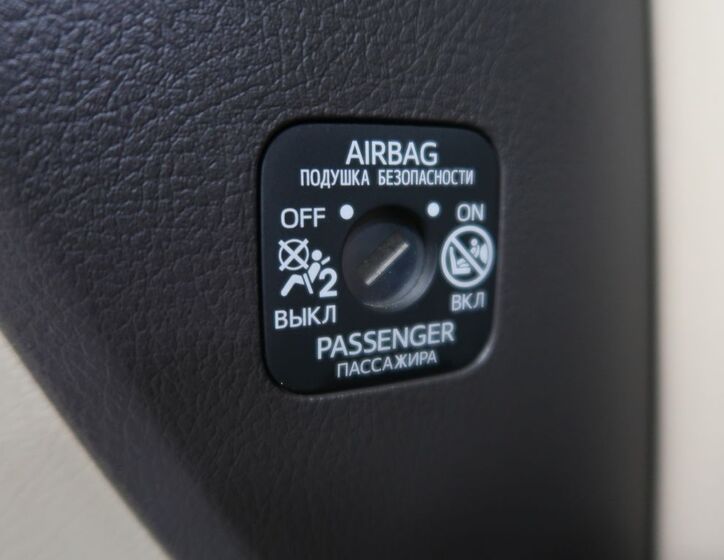 AIRBAG
ПОДУШКА БЕЗОПАСНОСТИ
OFF ON
2
ВЫКЛ ВКЛ
PASSENGER
ПАССАЖИРА